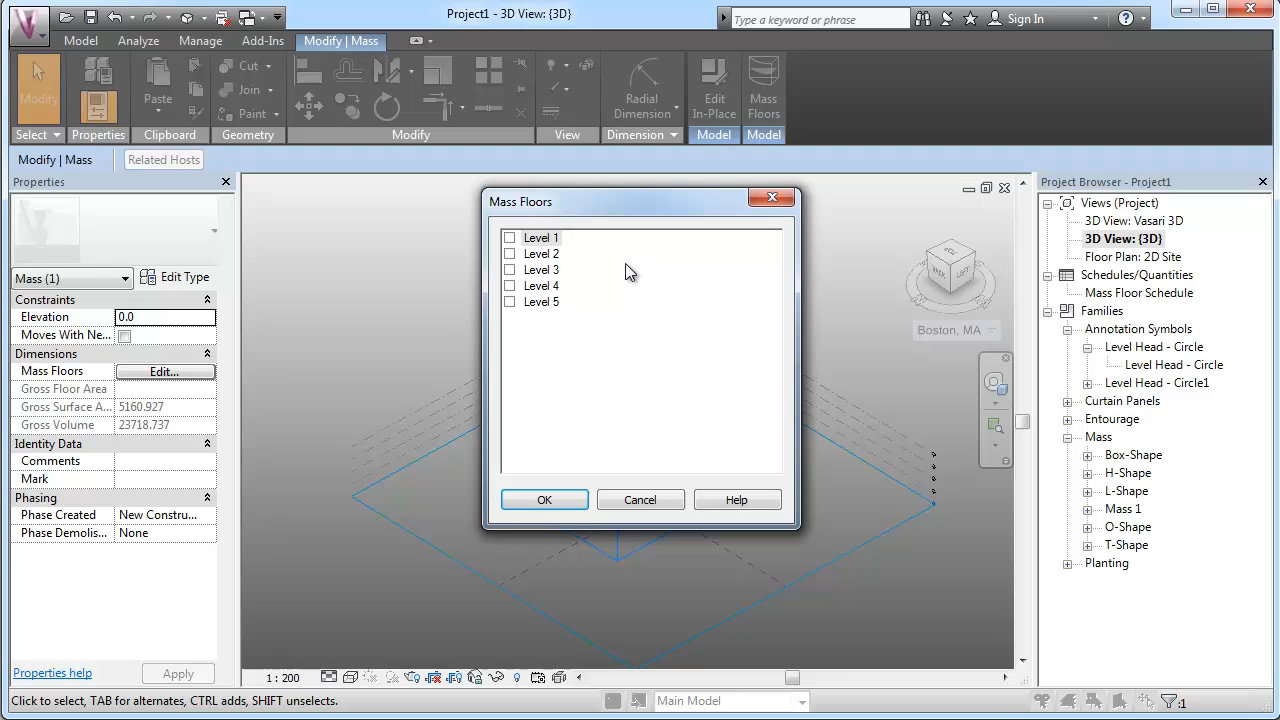 Project1 - 3D View: {3D}
Type a keyword or phrase
Sign In
Model
Analyze
Manage
Add-Ins
Modify | Mass
Modify
Paste
Cut
Join
Paint
Radial
Dimension
Edit
In-Place
Mass
Floors
Select
Properties
Clipboard
Geometry
Modify
View
Dimension
Model
Model
Modify | Mass
Related Hosts
Properties
Mass (1)
Edit Type
Constraints
Elevation
0.0
Moves With Ne...
Dimensions
Mass Floors
Edit...
Gross Floor Area
Gross Surface A...
5160.927
Gross Volume
23718.737
Identity Data
Comments
Mark
Phasing
Phase Created
New Constru...
Phase Demolis...
None
Properties help
Apply
Mass Floors
Level 1
Level 2
Level 3
Level 4
Level 5
OK
Cancel
Help
BACK
LEFT
Boston, MA
Project Browser - Project1
Views (Project)
3D View: Vasari 3D
3D View: {3D}
Floor Plan: 2D Site
Schedules/Quantities
Mass Floor Schedule
Families
Annotation Symbols
Level Head - Circle
Level Head - Circle
Level Head - Circle1
Curtain Panels
Entourage
Mass
Box-Shape
H-Shape
L-Shape
Mass 1
O-Shape
T-Shape
Planting
1 : 200
Click to select, TAB for alternates, CTRL adds, SHIFT unselects.
Main Model
:1